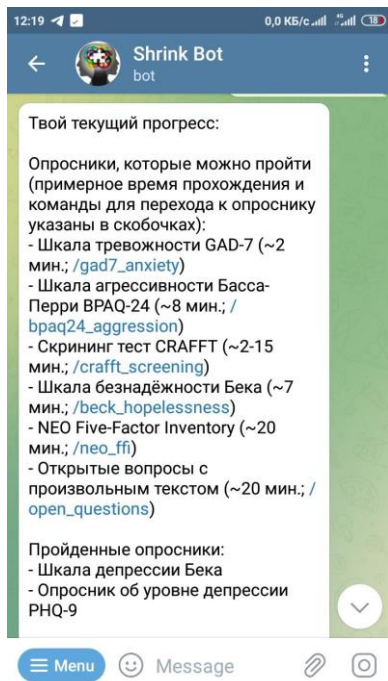 12:19
0,0 КБ/с
4G
18
Shrink Bot
bot
Твой текущий прогресс:
Опросники, которые можно пройти
(примерное время прохождения и
команды для перехода к опроснику
указаны в скобочках):
- Шкала тревожности GAD-7 (~2
мин.; /gad7_anxiety)
- Шкала агрессивности Басса-
Перри BPAQ-24 (~8 мин.; /
bpaq24_aggression)
- Скрининг тест CRAFFT (~2-15
мин.; /crafft_screening)
- Шкала безнадёжности Бека (~7
мин.; /beck_hopelessness)
- NEO Five-Factor Inventory (~20
мин.; /neo_ffi)
- Открытые вопросы с
произвольным текстом (~20 мин.; /
open_questions)
Пройденные опросники:
- Шкала депрессии Бека
- Опросник об уровне депрессии
PHQ-9
Menu
Message